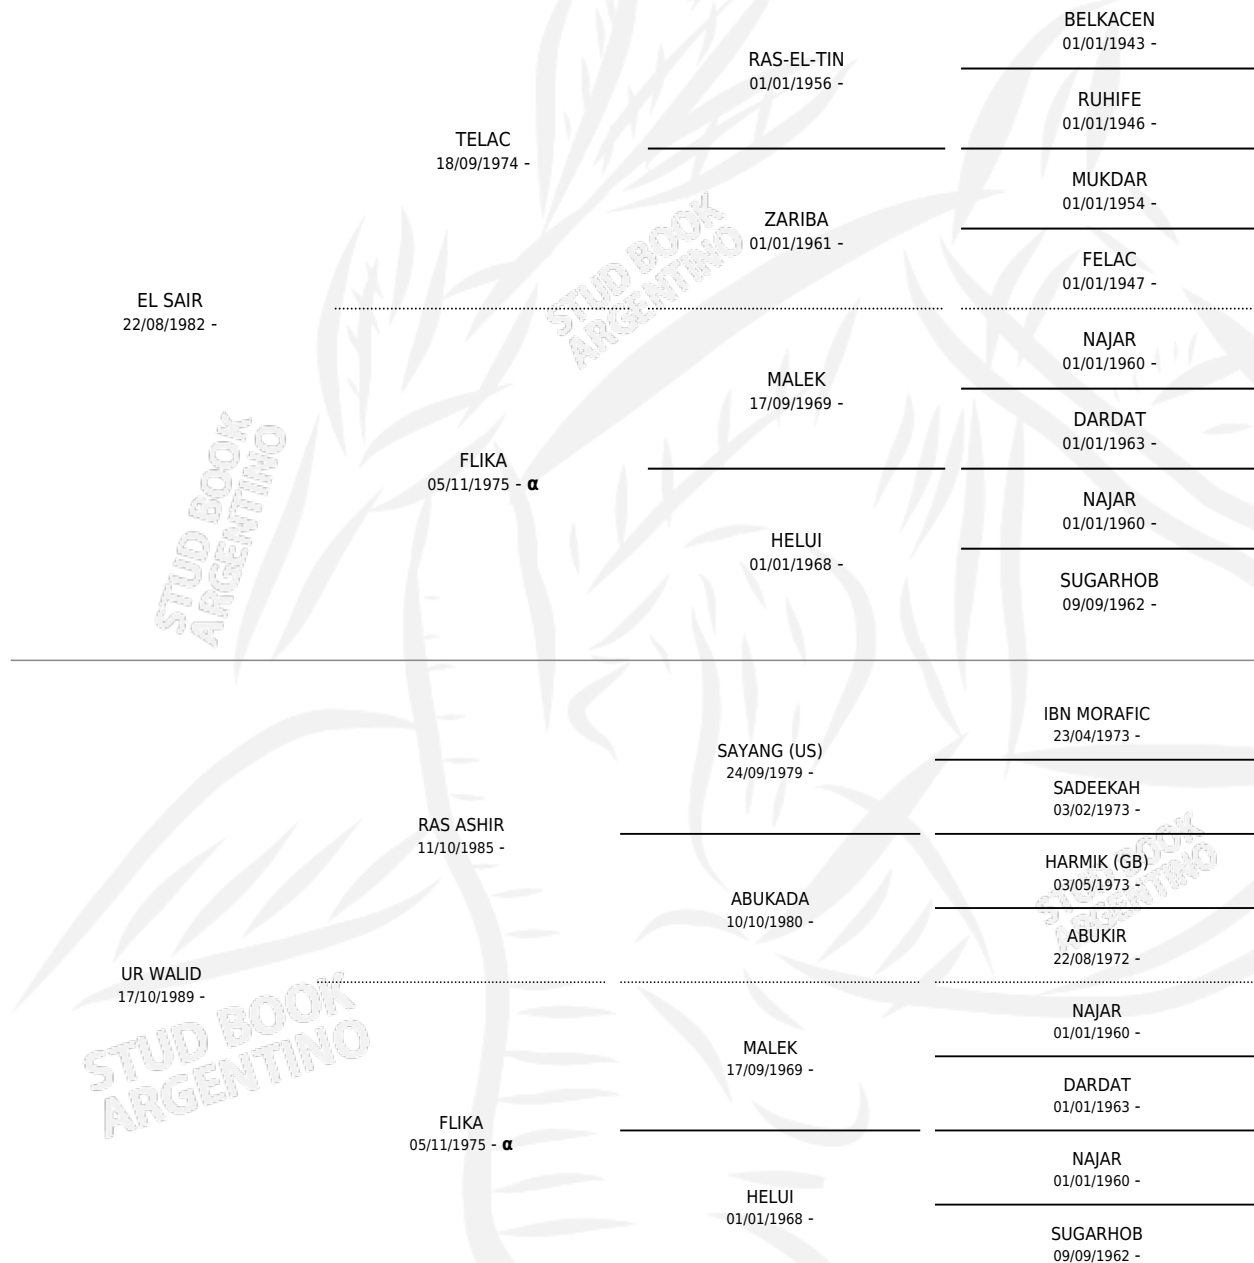 BELKACEN
01/01/1943 -
RAS-EL-TIN
01/01/1956 -
RUHIFE
01/01/1946 -
TELAC
18/09/1974 -
MUKDAR
01/01/1954 -
ZARIBA
01/01/1961 -
FELAC
01/01/1947 -
EL SAIR
22/08/1982 -
NAJAR
01/01/1960 -
MALEK
17/09/1969 -
DARDAT
01/01/1963 -
FLIKA
05/11/1975 - α
NAJAR
01/01/1960 -
HELUI
01/01/1968 -
SUGARHOB
09/09/1962 -
STUD BOOK
ARGENTINO
STUD BOOK
ARGENTINO
IBN MORAFIC
23/04/1973 -
SAYANG (US)
24/09/1979 -
SADEEKAH
03/02/1973 -
RAS ASHIR
11/10/1985 -
HARMIK (GB)
03/05/1973 -
ABUKADA
10/10/1980 -
ABUKIR
22/08/1972 -
UR WALID
17/10/1989 -
NAJAR
01/01/1960 -
MALEK
17/09/1969 -
DARDAT
01/01/1963 -
FLIKA
05/11/1975 - α
NAJAR
01/01/1960 -
HELUI
01/01/1968 -
SUGARHOB
09/09/1962 -
STUD BOOK
ARGENTINO
STUD BOOK
ARGENTINO